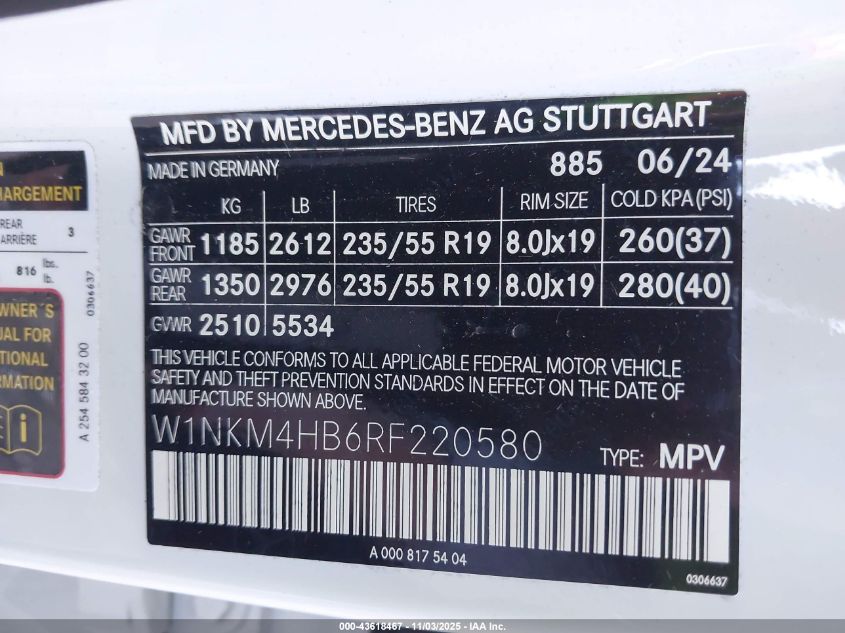 N
HARGEMENT
REAR
ARRIÈRE 3
816 lbs.
lb.
0306637
WNER´S
UAL FOR
TIONAL
RMATION
A 254 584 32 00
MFD BY MERCEDES-BENZ AG STUTTGART
MADE IN GERMANY 885 06/24
KG LB TIRES RIM SIZE COLD KPA (PSI)
GAWR FRONT 1185 2612 235/55 R19 8.0Jx19 260(37)
GAWR REAR 1350 2976 235/55 R19 8.0Jx19 280(40)
GVWR 2510 5534
THIS VEHICLE CONFORMS TO ALL APPLICABLE FEDERAL MOTOR VEHICLE
SAFETY AND THEFT PREVENTION STANDARDS IN EFFECT ON THE DATE OF
MANUFACTURE SHOWN ABOVE.
W1NKM4HB6RF220580
TYPE: MPV
A 000 817 54 04
0306637
000-43618467 - 11/03/2025 - IAA Inc.